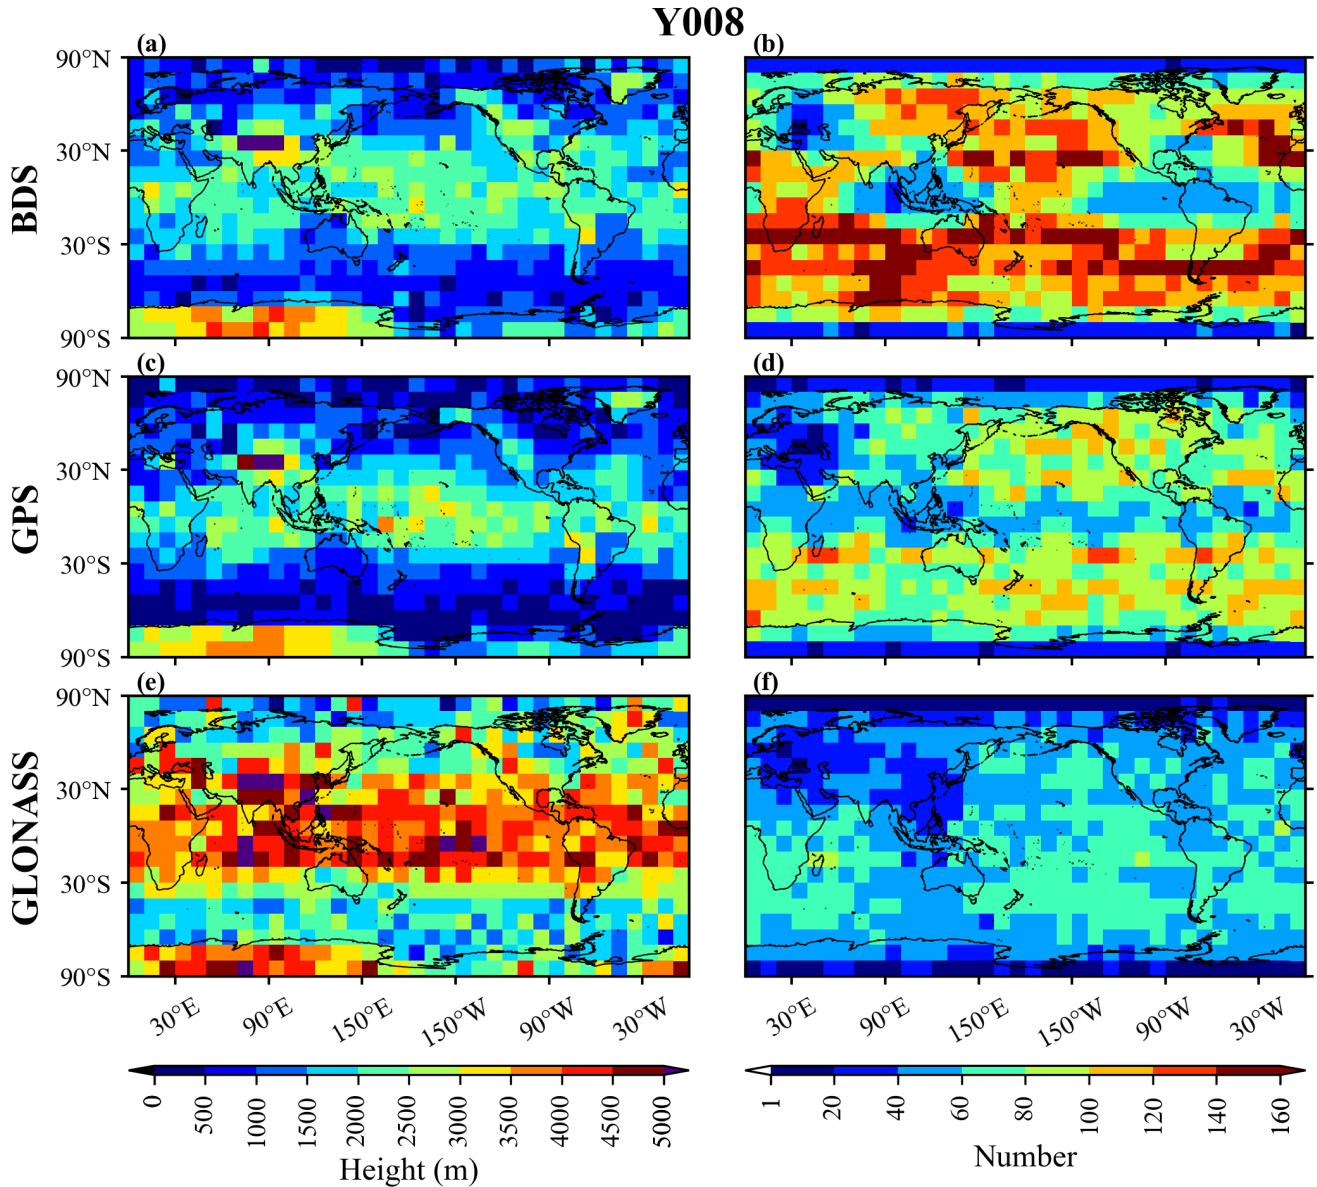 Y008
(a)
(b)
90°N
30°N
30°S
90°S
BDS
(c)
(d)
90°N
30°N
30°S
90°S
GPS
(e)
(f)
90°N
30°N
30°S
90°S
GLONASS
30°E 90°E 150°E 150°W 90°W 30°W
30°E 90°E 150°E 150°W 90°W 30°W
0 500 1000 1500 2000 2500 3000 3500 4000 4500 5000
Height (m)
1 20 40 60 80 100 120 140 160
Number